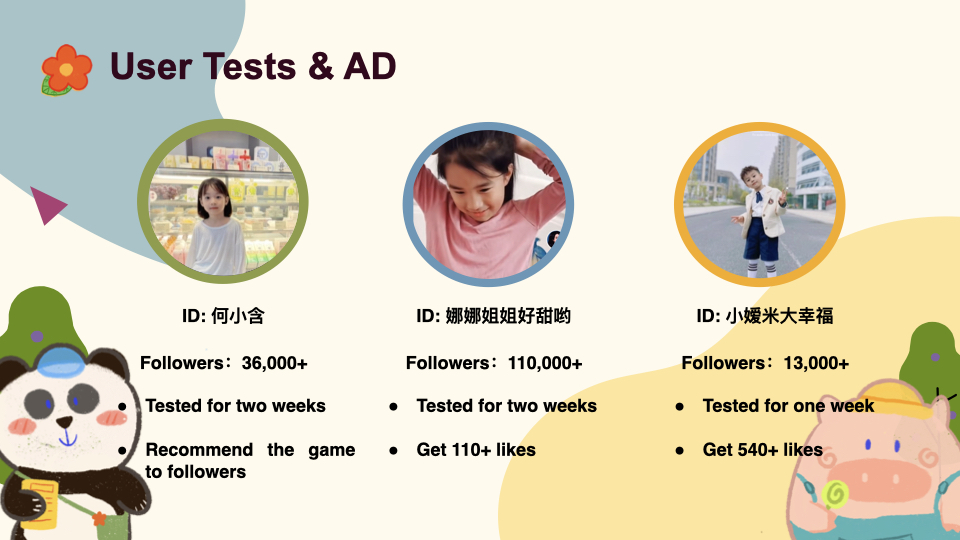 User Tests & AD
ID: 何小含
Followers：36,000+
● Tested for two weeks
● Recommend the game
to followers
ID: 娜娜姐姐好甜哟
Followers：110,000+
● Tested for two weeks
● Get 110+ likes
ID: 小嫒米大幸福
Followers：13,000+
● Tested for one week
● Get 540+ likes